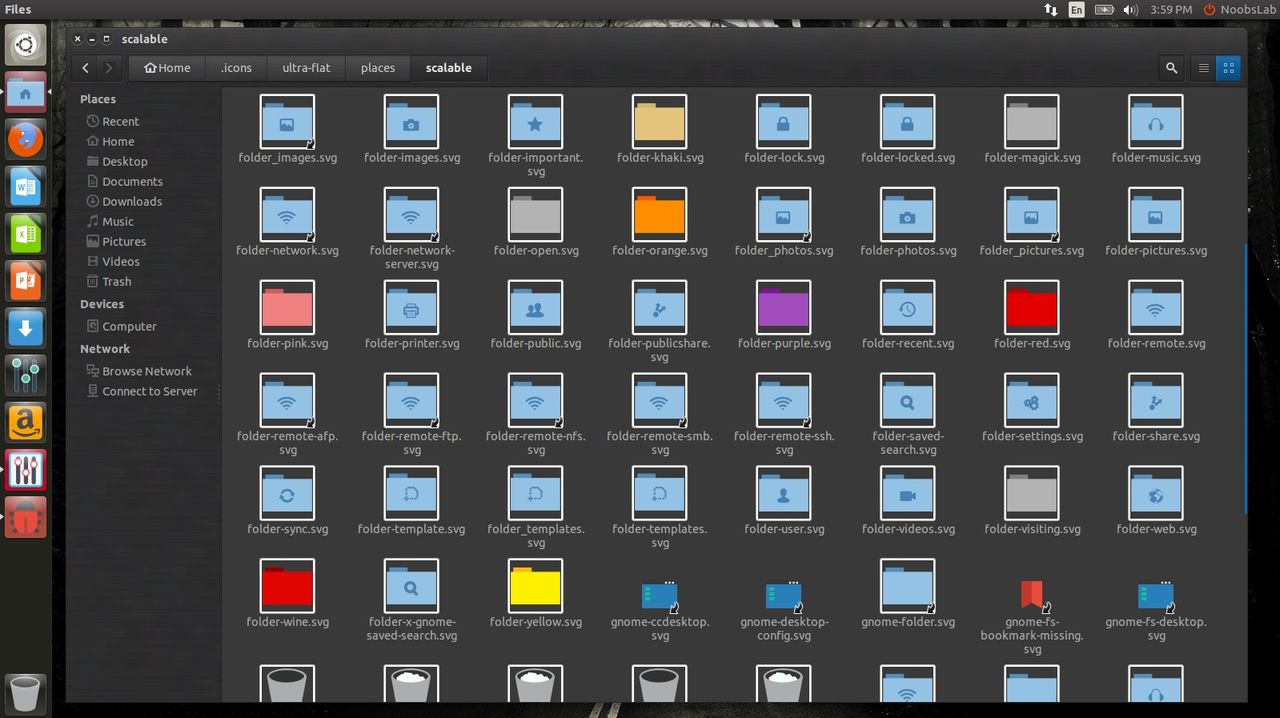 Files
En
3:59 PM
NoobsLab
scalable
Home
.icons
ultra-flat
places
scalable
Places
Recent
Home
Desktop
Documents
Downloads
Music
Pictures
Videos
Trash
Devices
Computer
Network
Browse Network
Connect to Server
folder_images.svg
folder-images.svg
folder-important.
svg
folder-khaki.svg
folder-lock.svg
folder-locked.svg
folder-magick.svg
folder-music.svg
folder-network.svg
folder-network-
server.svg
folder-open.svg
folder-orange.svg
folder_photos.svg
folder-photos.svg
folder_pictures.svg
folder-pictures.svg
folder-pink.svg
folder-printer.svg
folder-public.svg
folder-publicshare.
svg
folder-purple.svg
folder-recent.svg
folder-red.svg
folder-remote.svg
folder-remote-afp.
svg
folder-remote-ftp.
svg
folder-remote-nfs.
svg
folder-remote-smb.
svg
folder-remote-ssh.
svg
folder-saved-
search.svg
folder-settings.svg
folder-share.svg
folder-sync.svg
folder-template.svg
folder_templates.
svg
folder-templates.
svg
folder-user.svg
folder-videos.svg
folder-visiting.svg
folder-web.svg
folder-wine.svg
folder-x-gnome-
saved-search.svg
folder-yellow.svg
gnome-ccdesktop.
svg
gnome-desktop-
config.svg
gnome-folder.svg
gnome-fs-
bookmark-missing.
svg
gnome-fs-desktop.
svg